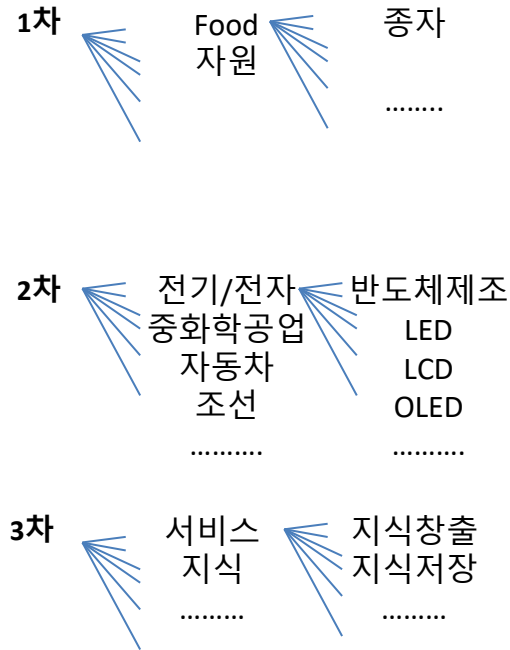 1차 Food 종자
자원
........
2차 전기/전자 반도체제조
중화학공업 LED
자동차 LCD
조선 OLED
.......... ..........
3차 서비스 지식창출
지식 지식저장
......... .........